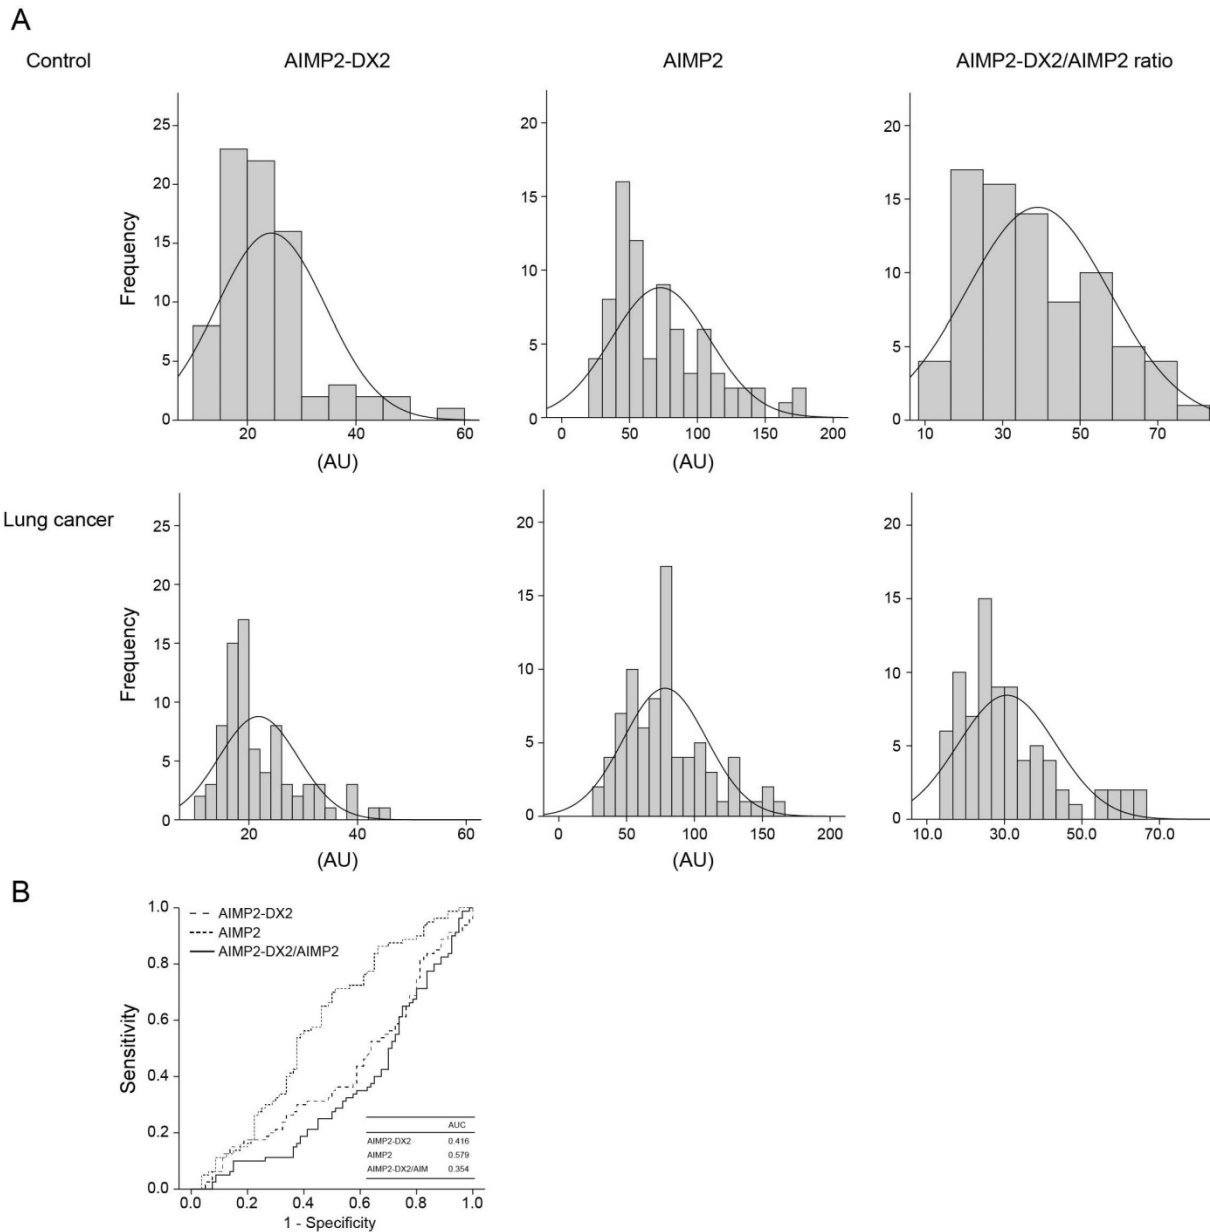 A
Control AIMP2-DX2 AIMP2 AIMP2-DX2/AIMP2 ratio
25
20
15
10
5
0
Frequency
20 40 60
(AU)
20
15
10
5
0
0 50 100 150 200
(AU)
20
15
10
5
0
10 30 50 70
Lung cancer
25
20
15
10
5
0
Frequency
20 40 60
(AU)
20
15
10
5
0
0 50 100 150 200
(AU)
20
15
10
5
0
10.0 30.0 50.0 70.0
B
1.0
0.8
0.6
0.4
0.2
0.0
Sensitivity
AIMP2-DX2
AIMP2
AIMP2-DX2/AIMP2
AUC
AIMP2-DX2 0.416
AIMP2 0.579
AIMP2-DX2/AIM 0.354
0.0 0.2 0.4 0.6 0.8 1.0
1 - Specificity